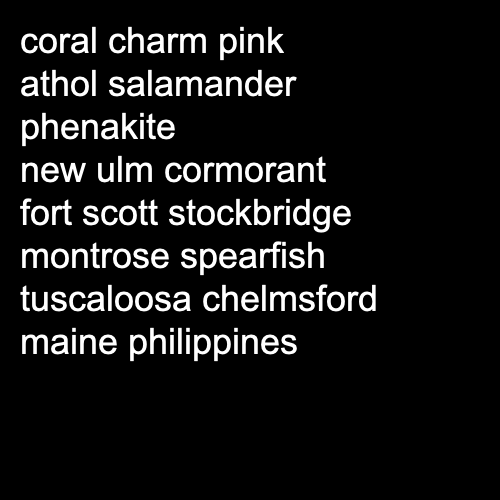 coral charm pink
athol salamander
phenakite
new ulm cormorant
fort scott stockbridge
montrose spearfish
tuscaloosa chelmsford
maine philippines